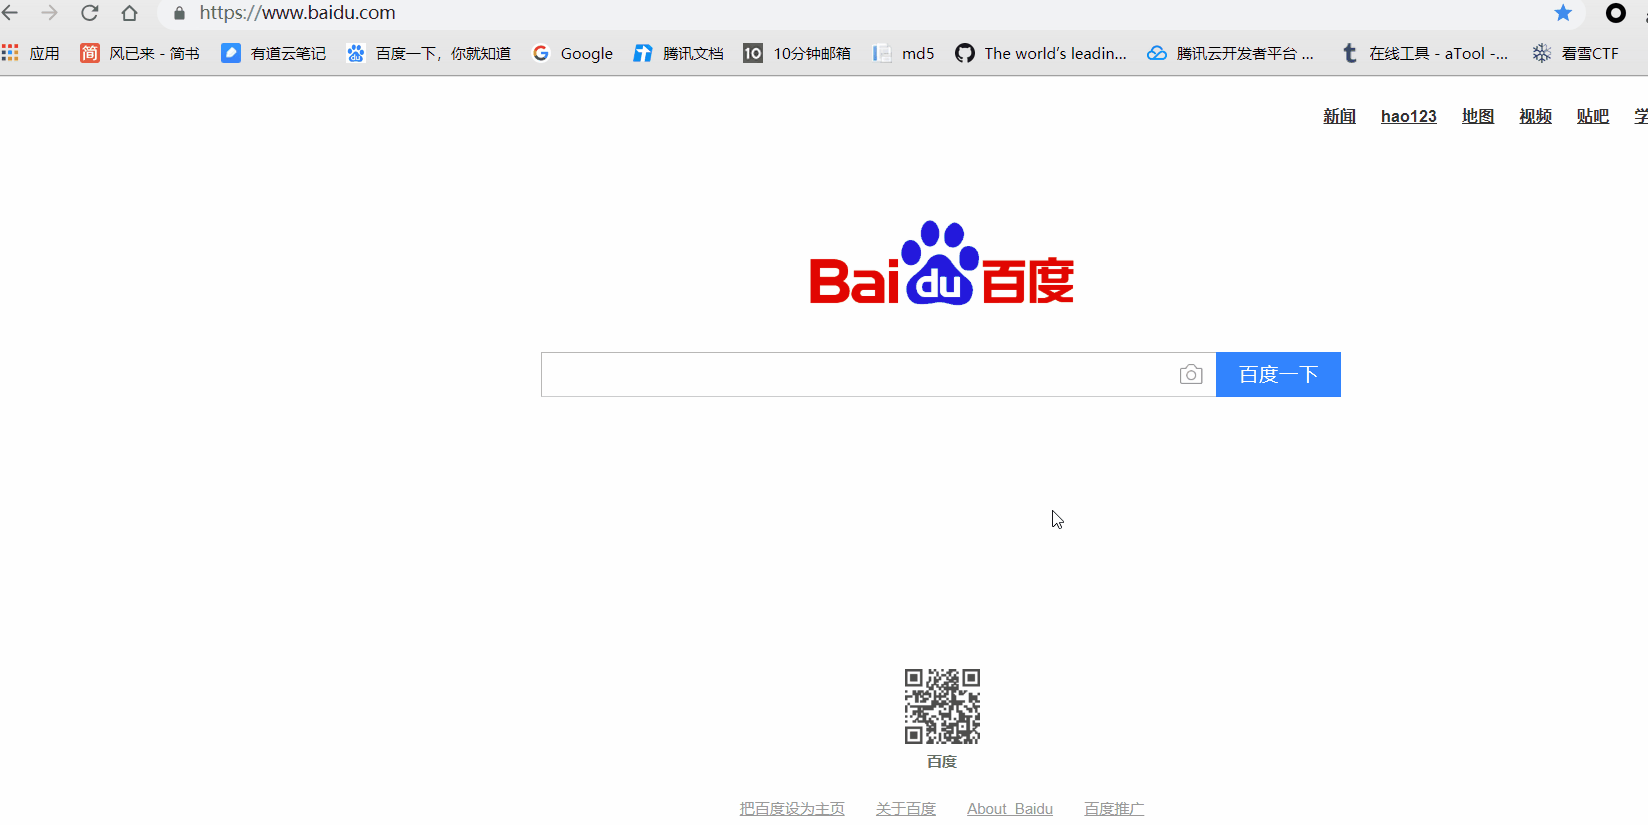 https://www.baidu.com
应用 简 风已来 - 简书 有道云笔记 du 百度一下，你就知道 G Google 腾讯文档 10 10分钟邮箱 md5 The world's leadin... 腾讯云开发者平台 ... t 在线工具 - aTool -... 看雪CTF
新闻 hao123 地图 视频 贴吧 学
Bai du 百度
百度一下
百度
把百度设为主页 关于百度 About Baidu 百度推广